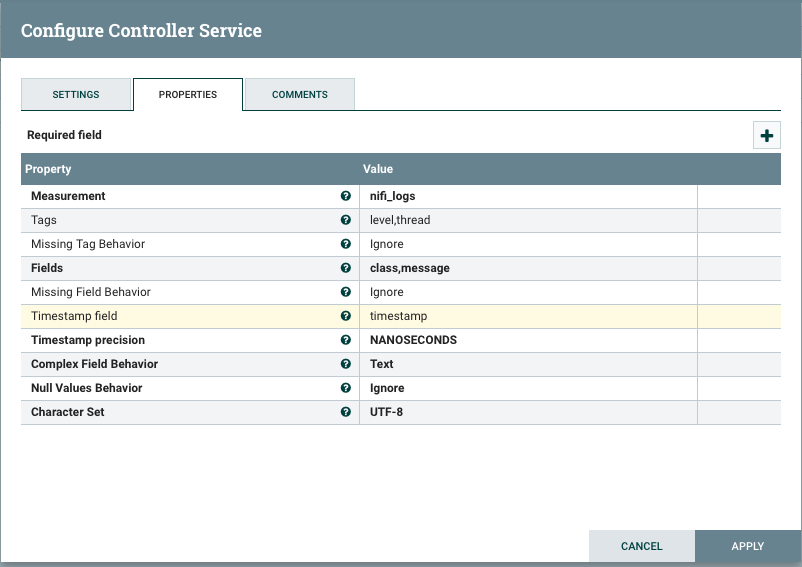 Configure Controller Service
SETTINGS PROPERTIES COMMENTS
Required field
Property Value
Measurement nifi_logs
Tags level,thread
Missing Tag Behavior Ignore
Fields class,message
Missing Field Behavior Ignore
Timestamp field timestamp
Timestamp precision NANOSECONDS
Complex Field Behavior Text
Null Values Behavior Ignore
Character Set UTF-8
CANCEL APPLY